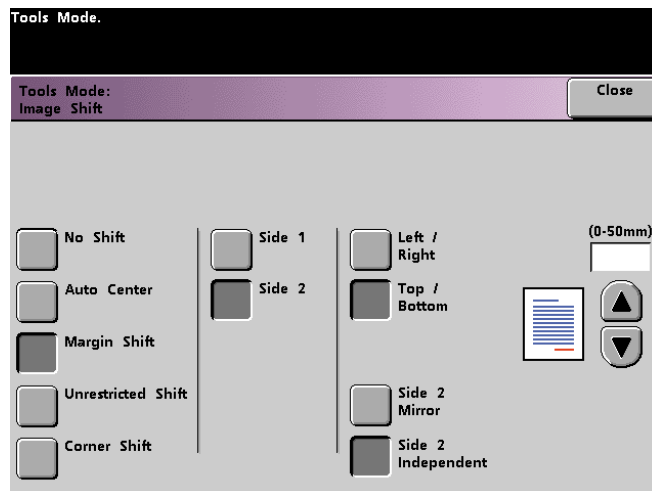 Tools Mode.
Tools Mode:
Image Shift
Close
No Shift
Auto Center
Margin Shift
Unrestricted Shift
Corner Shift
Side 1
Side 2
Left /
Right
Top /
Bottom
Side 2
Mirror
Side 2
Independent
(0-50mm)